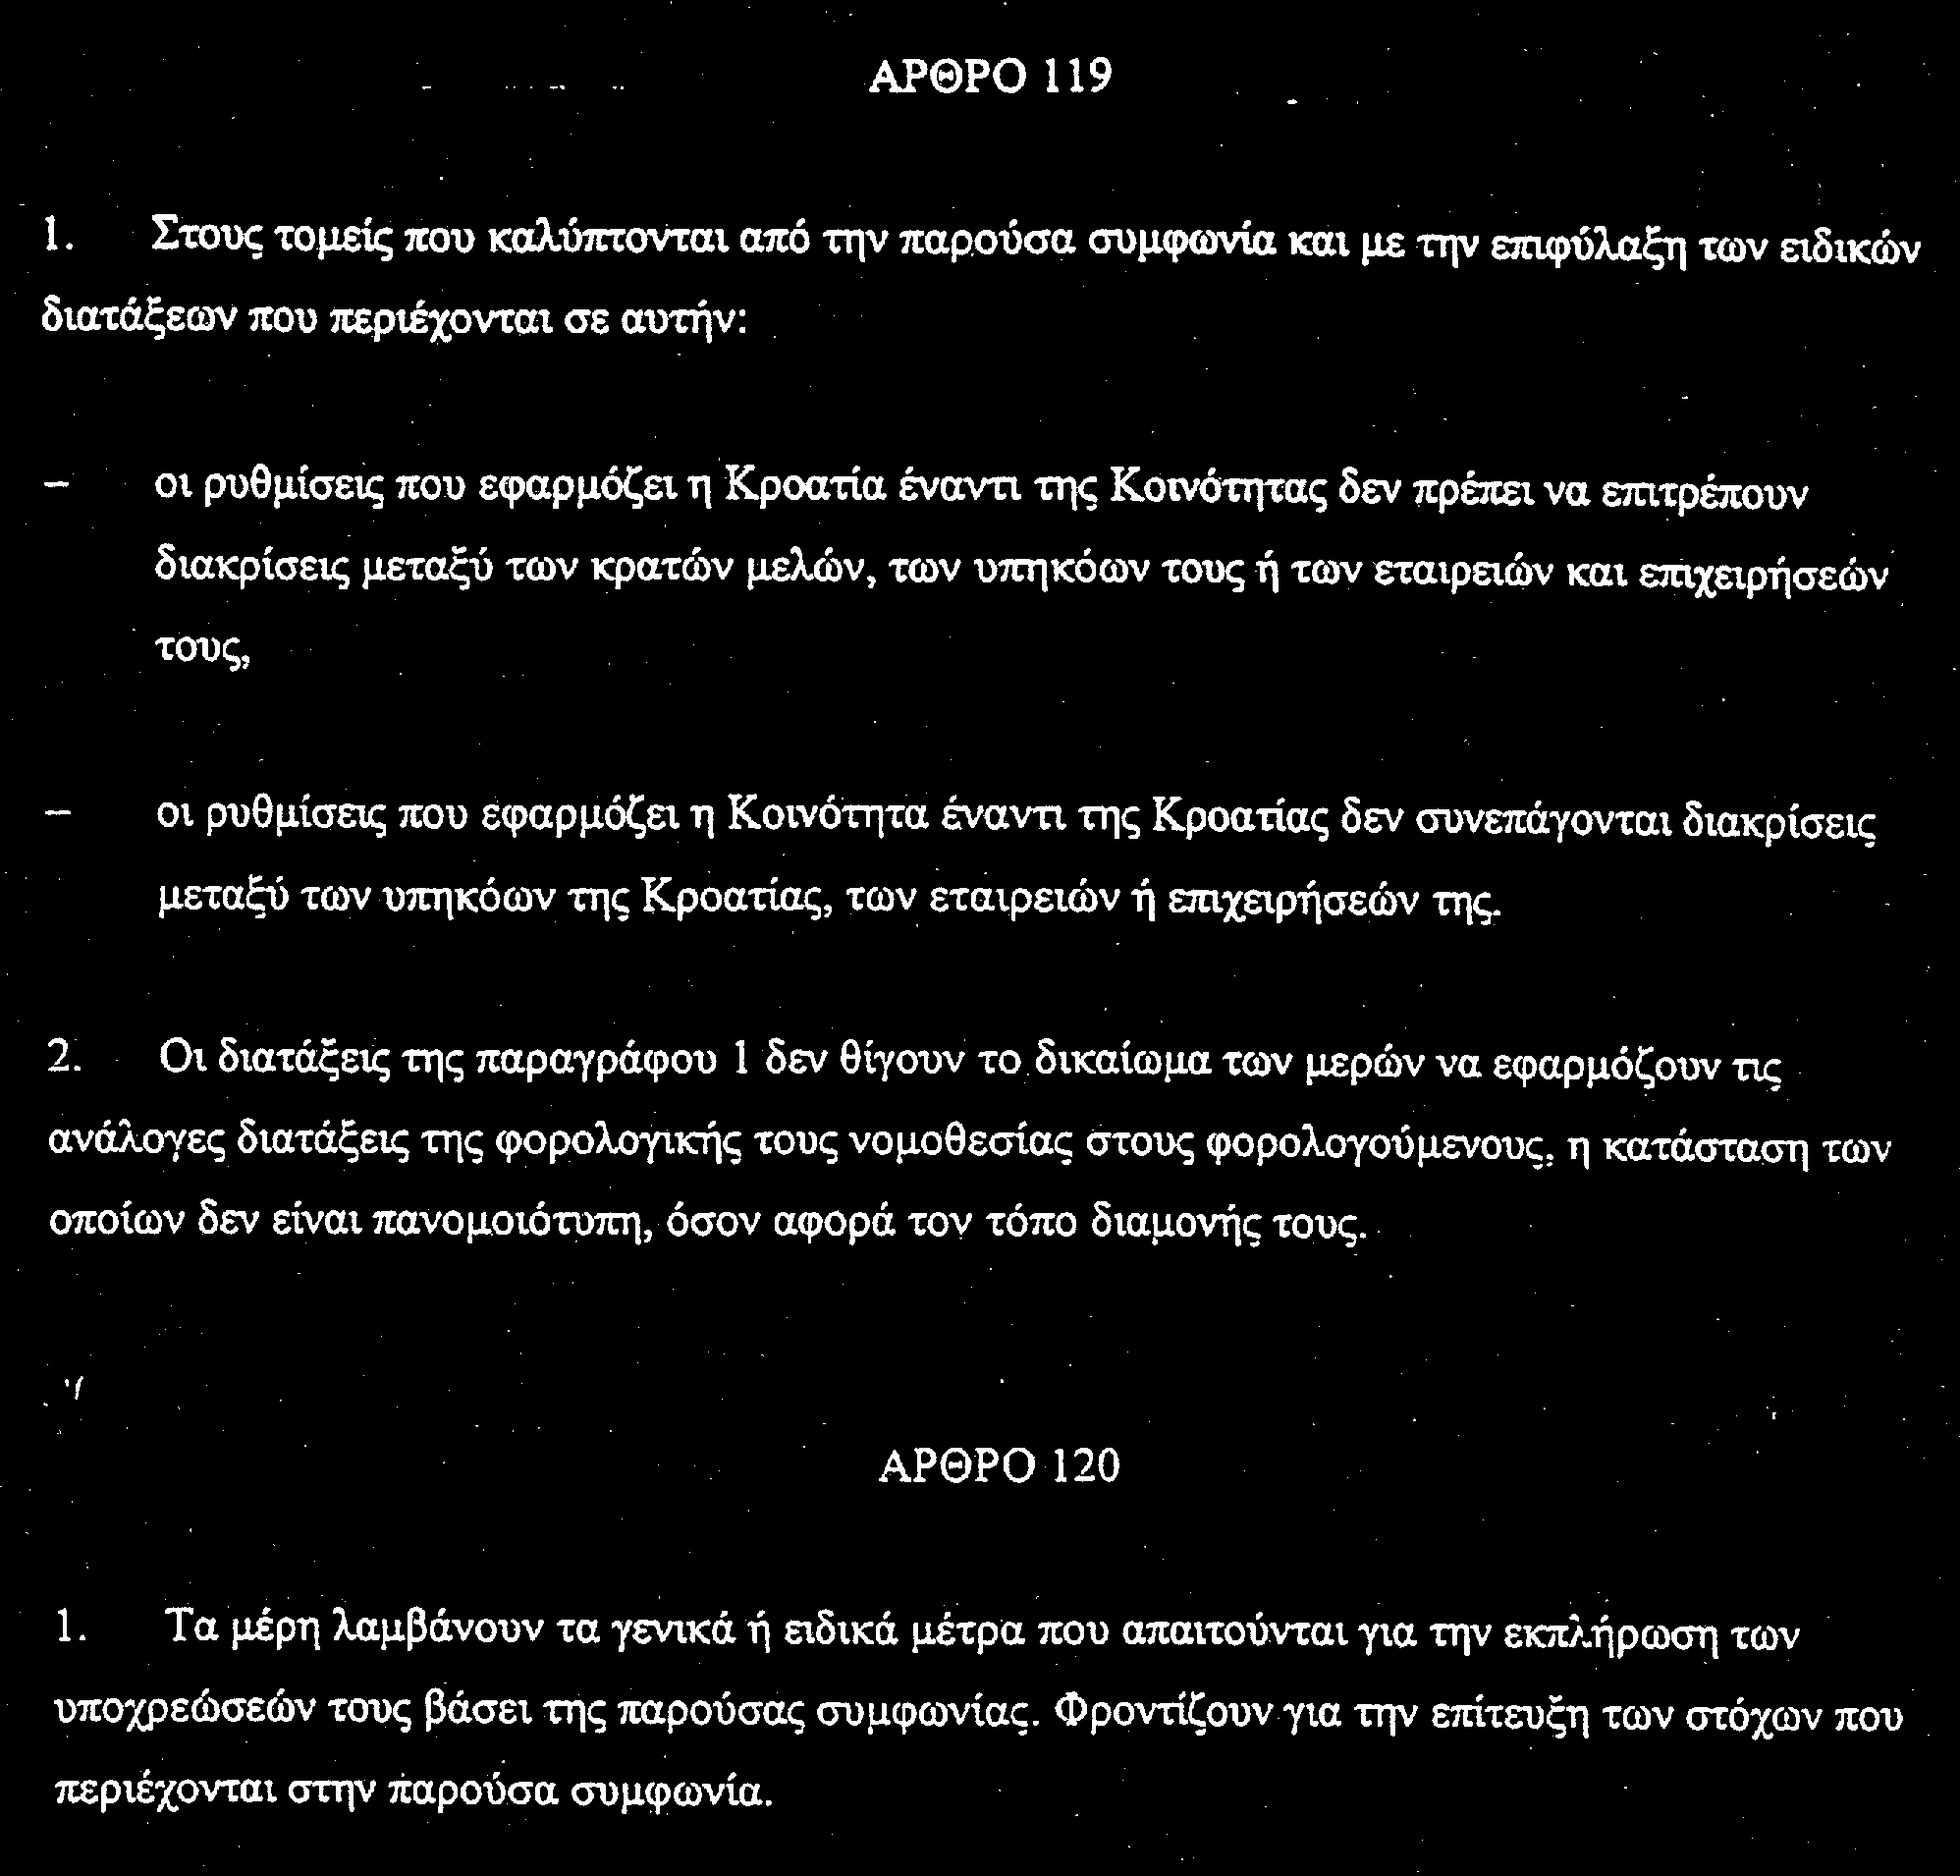 ΑΡΘΡΟ 119
1. Στους τομείς που καλύπτονται από την παρούσα συμφωνία και με την επιφύλαξη των ειδικών
διατάξεων που περιέχονται σε αυτήν:
– οι ρυθμίσεις που εφαρμόζει η Κροατία έναντι της Κοινότητας δεν πρέπει να επιτρέπουν
διακρίσεις μεταξύ των κρατών μελών, των υπηκόων τους ή των εταιρειών και επιχειρήσεών
τους,
– οι ρυθμίσεις που εφαρμόζει η Κοινότητα έναντι της Κροατίας δεν συνεπάγονται διακρίσεις
μεταξύ των υπηκόων της Κροατίας, των εταιρειών ή επιχειρήσεών της.
2. Οι διατάξεις της παραγράφου 1 δεν θίγουν το δικαίωμα των μερών να εφαρμόζουν τις
ανάλογες διατάξεις της φορολογικής τους νομοθεσίας στους φορολογούμενους, η κατάσταση των
οποίων δεν είναι πανομοιότυπη, όσον αφορά τον τόπο διαμονής τους.
ΑΡΘΡΟ 120
1. Τα μέρη λαμβάνουν τα γενικά ή ειδικά μέτρα που απαιτούνται για την εκπλήρωση των
υποχρεώσεών τους βάσει της παρούσας συμφωνίας. Φροντίζουν για την επίτευξη των στόχων που
περιέχονται στην παρούσα συμφωνία.